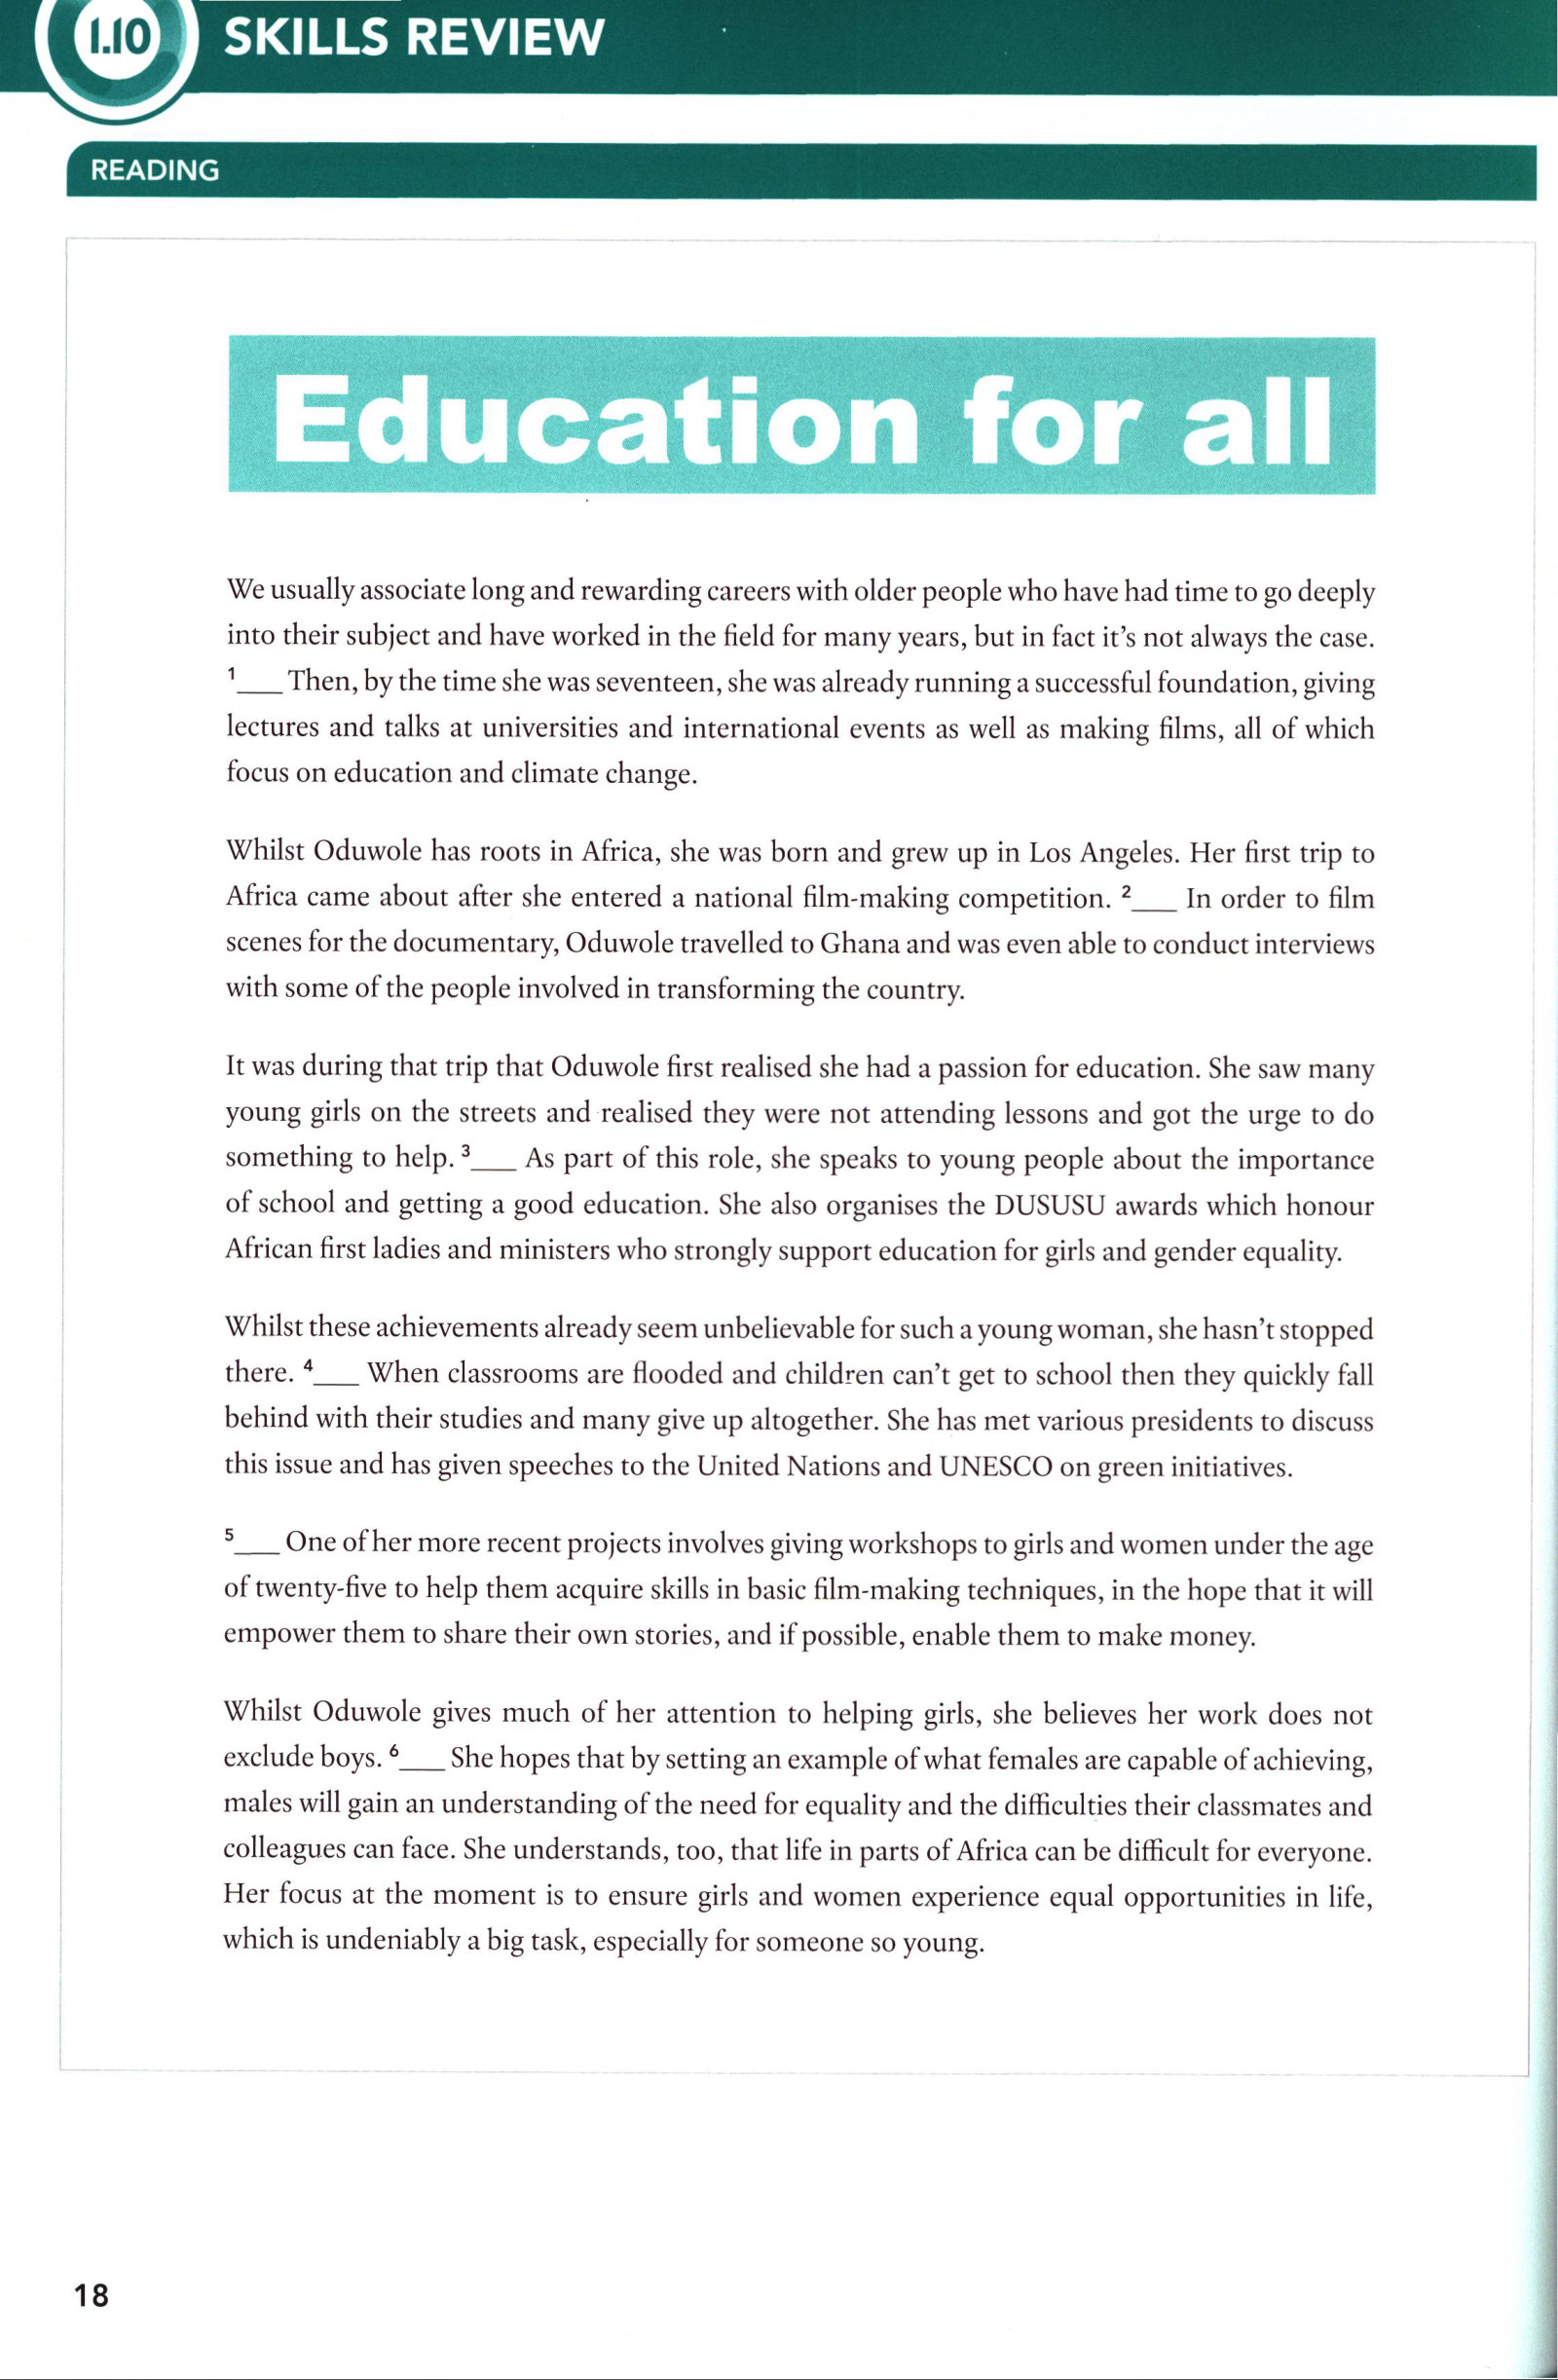 1.10 SKILLS REVIEW
READING
Education for all
We usually associate long and rewarding careers with older people who have had time to go deeply
into their subject and have worked in the field for many years, but in fact it's not always the case.
1___ Then, by the time she was seventeen, she was already running a successful foundation, giving
lectures and talks at universities and international events as well as making films, all of which
focus on education and climate change.
Whilst Oduwole has roots in Africa, she was born and grew up in Los Angeles. Her first trip to
Africa came about after she entered a national film-making competition. 2___ In order to film
scenes for the documentary, Oduwole travelled to Ghana and was even able to conduct interviews
with some of the people involved in transforming the country.
It was during that trip that Oduwole first realised she had a passion for education. She saw many
young girls on the streets and realised they were not attending lessons and got the urge to do
something to help. 3___ As part of this role, she speaks to young people about the importance
of school and getting a good education. She also organises the DUSUSU awards which honour
African first ladies and ministers who strongly support education for girls and gender equality.
Whilst these achievements already seem unbelievable for such a young woman, she hasn't stopped
there. 4___ When classrooms are flooded and children can't get to school then they quickly fall
behind with their studies and many give up altogether. She has met various presidents to discuss
this issue and has given speeches to the United Nations and UNESCO on green initiatives.
5___ One of her more recent projects involves giving workshops to girls and women under the age
of twenty-five to help them acquire skills in basic film-making techniques, in the hope that it will
empower them to share their own stories, and if possible, enable them to make money.
Whilst Oduwole gives much of her attention to helping girls, she believes her work does not
exclude boys. 6___ She hopes that by setting an example of what females are capable of achieving,
males will gain an understanding of the need for equality and the difficulties their classmates and
colleagues can face. She understands, too, that life in parts of Africa can be difficult for everyone.
Her focus at the moment is to ensure girls and women experience equal opportunities in life,
which is undeniably a big task, especially for someone so young.
18